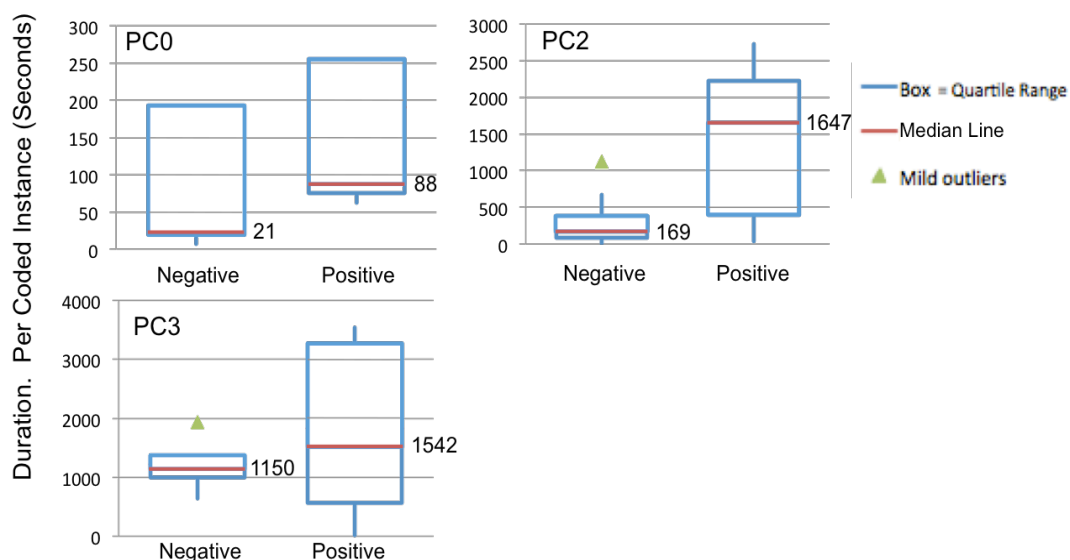 Duration. Per Coded Instance (Seconds)
PC0
300
250
200
150
100
50
0
21
88
Negative Positive
PC2
3000
2500
2000
1500
1000
500
0
169
1647
Negative Positive
Box = Quartile Range
Median Line
Mild outliers
PC3
4000
3000
2000
1000
0
1150
1542
Negative Positive